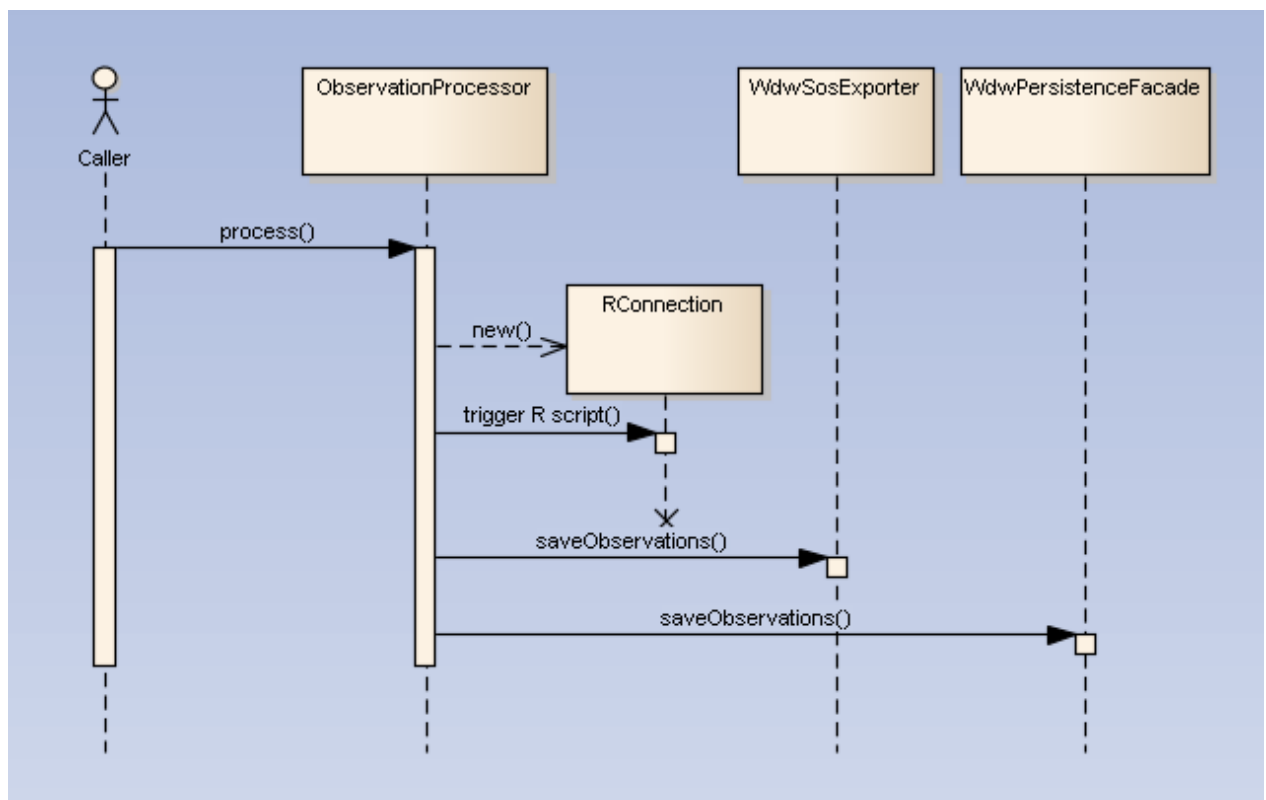 ObservationProcessor
WdwSosExporter
WdwPersistenceFacade
Caller
process()
RConnection
new()
trigger R script()
saveObservations()
saveObservations()